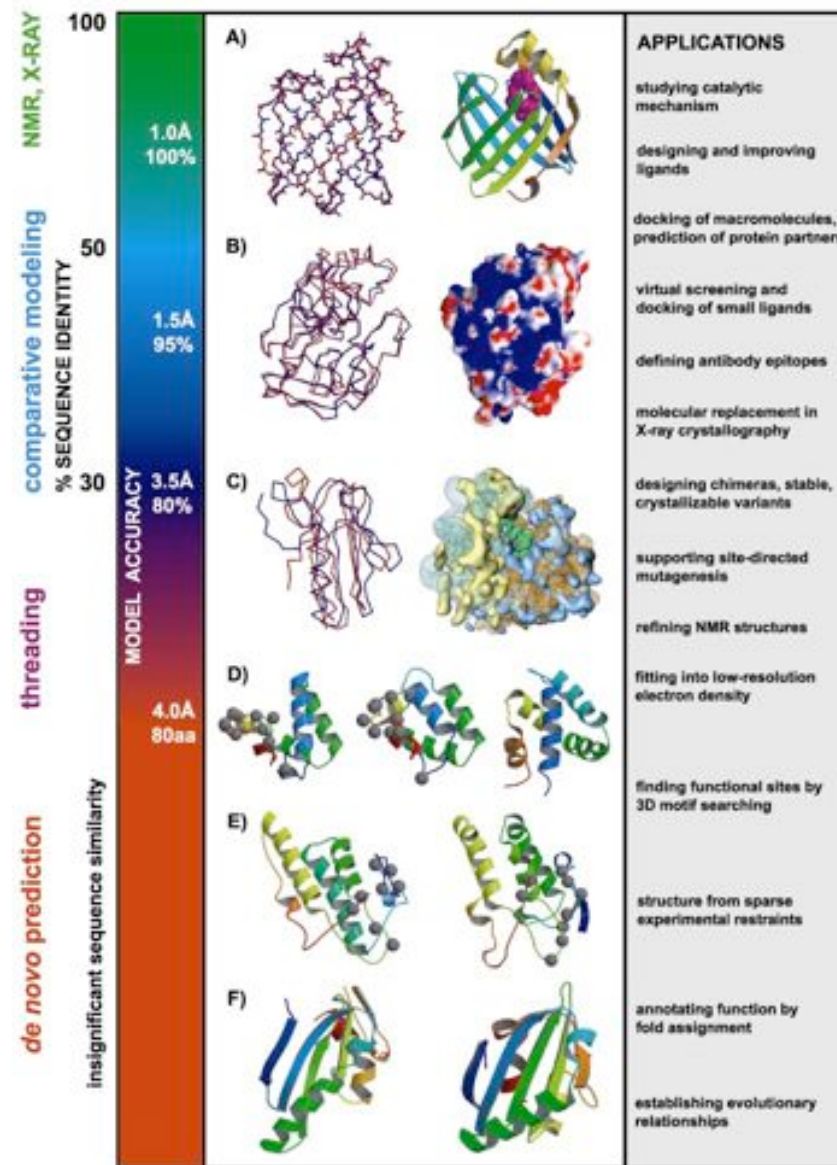 NMR, X-RAY
comparative modeling
threading
de novo prediction
100
50
30
% SEQUENCE IDENTITY
insignificant sequence similarity
MODEL ACCURACY
1.0Å
100%
1.5Å
95%
3.5Å
80%
4.0Å
80aa
A)
B)
C)
D)
E)
F)
APPLICATIONS
studying catalytic
mechanism
designing and improving
ligands
docking of macromolecules,
prediction of protein partner
virtual screening and
docking of small ligands
defining antibody epitopes
molecular replacement in
X-ray crystallography
designing chimeras, stable,
crystallizable variants
supporting site-directed
mutagenesis
refining NMR structures
fitting into low-resolution
electron density
finding functional sites by
3D motif searching
structure from sparse
experimental restraints
annotating function by
fold assignment
establishing evolutionary
relationships